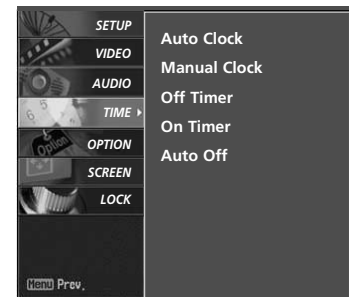 SETUP
VIDEO
AUDIO
TIME
OPTION
SCREEN
LOCK
Menu Prev.
Auto Clock
Manual Clock
Off Timer
On Timer
Auto Off